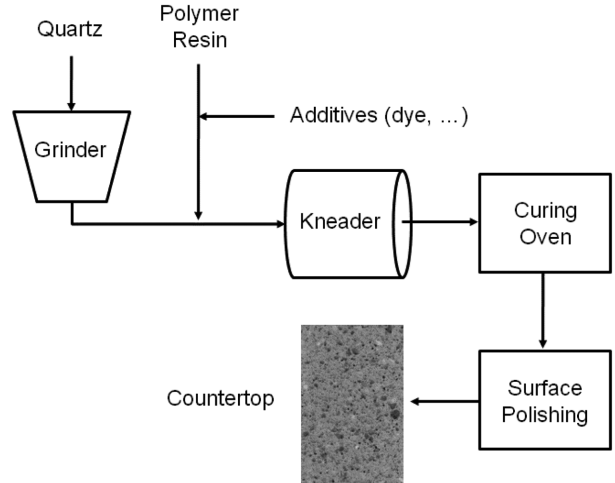 Quartz
Polymer
Resin
Additives (dye, …)
Grinder
Kneader
Curing
Oven
Surface
Polishing
Countertop